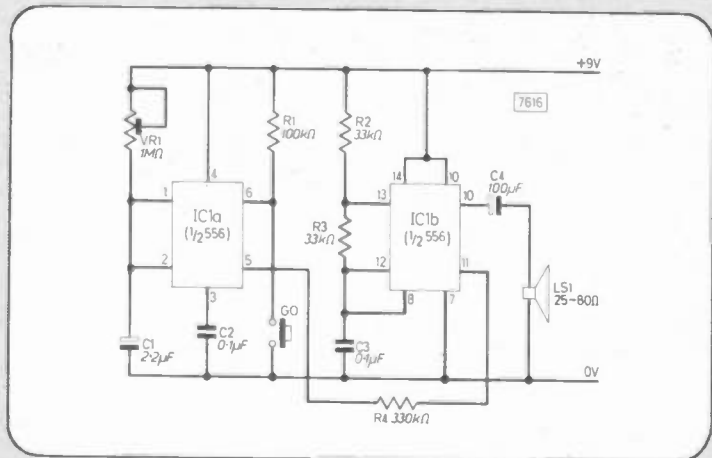 +9V
7616
VR1
1MΩ
R1
100kΩ
R2
33kΩ
4
14
10
C4
100µF
1
6
13
10
IC1a
(1/2 556)
R3
33kΩ
IC1b
(1/2 556)
2
5
12
11
LS1
25-80Ω
3
GO
8
7
C1
2·2µF
C2
0·1µF
C3
0·1µF
0V
R4 330kΩ